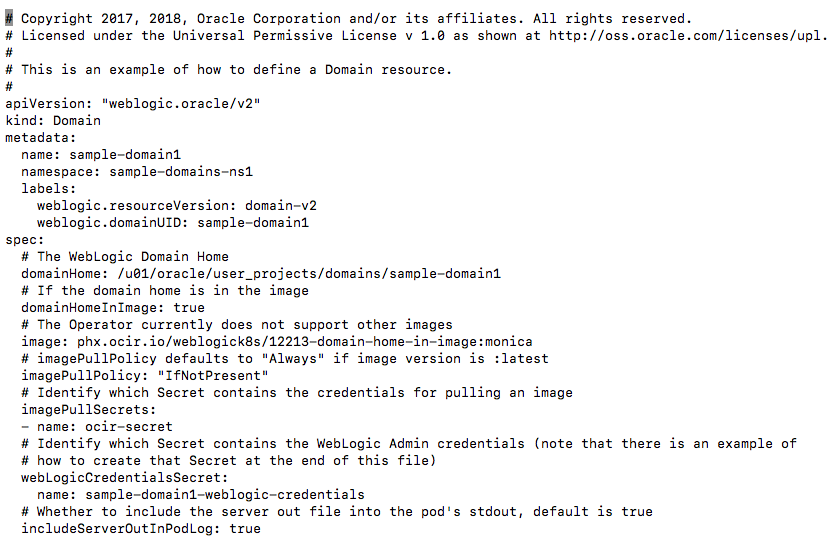 # Copyright 2017, 2018, Oracle Corporation and/or its affiliates. All rights reserved.
# Licensed under the Universal Permissive License v 1.0 as shown at http://oss.oracle.com/licenses/upl.
#
# This is an example of how to define a Domain resource.
#
apiVersion: "weblogic.oracle/v2"
kind: Domain
metadata:
  name: sample-domain1
  namespace: sample-domains-ns1
  labels:
    weblogic.resourceVersion: domain-v2
    weblogic.domainUID: sample-domain1
spec:
  # The WebLogic Domain Home
  domainHome: /u01/oracle/user_projects/domains/sample-domain1
  # If the domain home is in the image
  domainHomeInImage: true
  # The Operator currently does not support other images
  image: phx.ocir.io/weblogick8s/12213-domain-home-in-image:monica
  # imagePullPolicy defaults to "Always" if image version is :latest
  imagePullPolicy: "IfNotPresent"
  # Identify which Secret contains the credentials for pulling an image
  imagePullSecrets:
  - name: ocir-secret
  # Identify which Secret contains the WebLogic Admin credentials (note that there is an example of
  # how to create that Secret at the end of this file)
  webLogicCredentialsSecret:
    name: sample-domain1-weblogic-credentials
  # Whether to include the server out file into the pod's stdout, default is true
  includeServerOutInPodLog: true